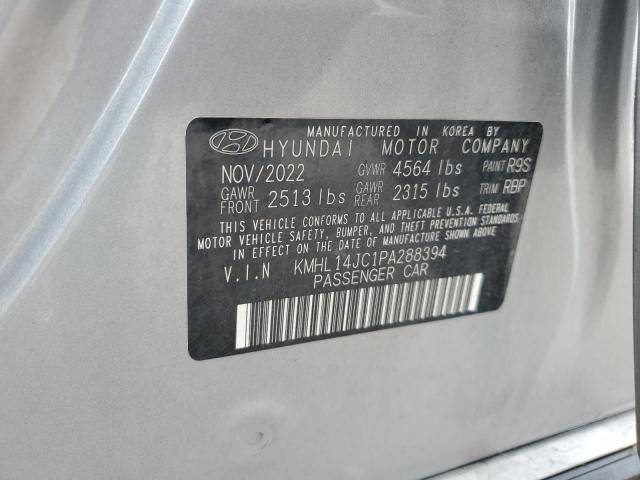 MANUFACTURED IN KOREA BY
HYUNDAI MOTOR COMPANY
NOV/2022 GVWR 4564 lbs PAINT R9S
GAWR FRONT 2513 lbs GAWR REAR 2315 lbs TRIM RBP
THIS VEHICLE CONFORMS TO ALL APPLICABLE U.S.A. FEDERAL
MOTOR VEHICLE SAFETY, BUMPER, AND THEFT PREVENTION STANDARDS
IN EFFECT ON THE DATE OF MANUFACTURE SHOWN ABOVE.
V.I.N KMHL14JC1PA288394
PASSENGER CAR